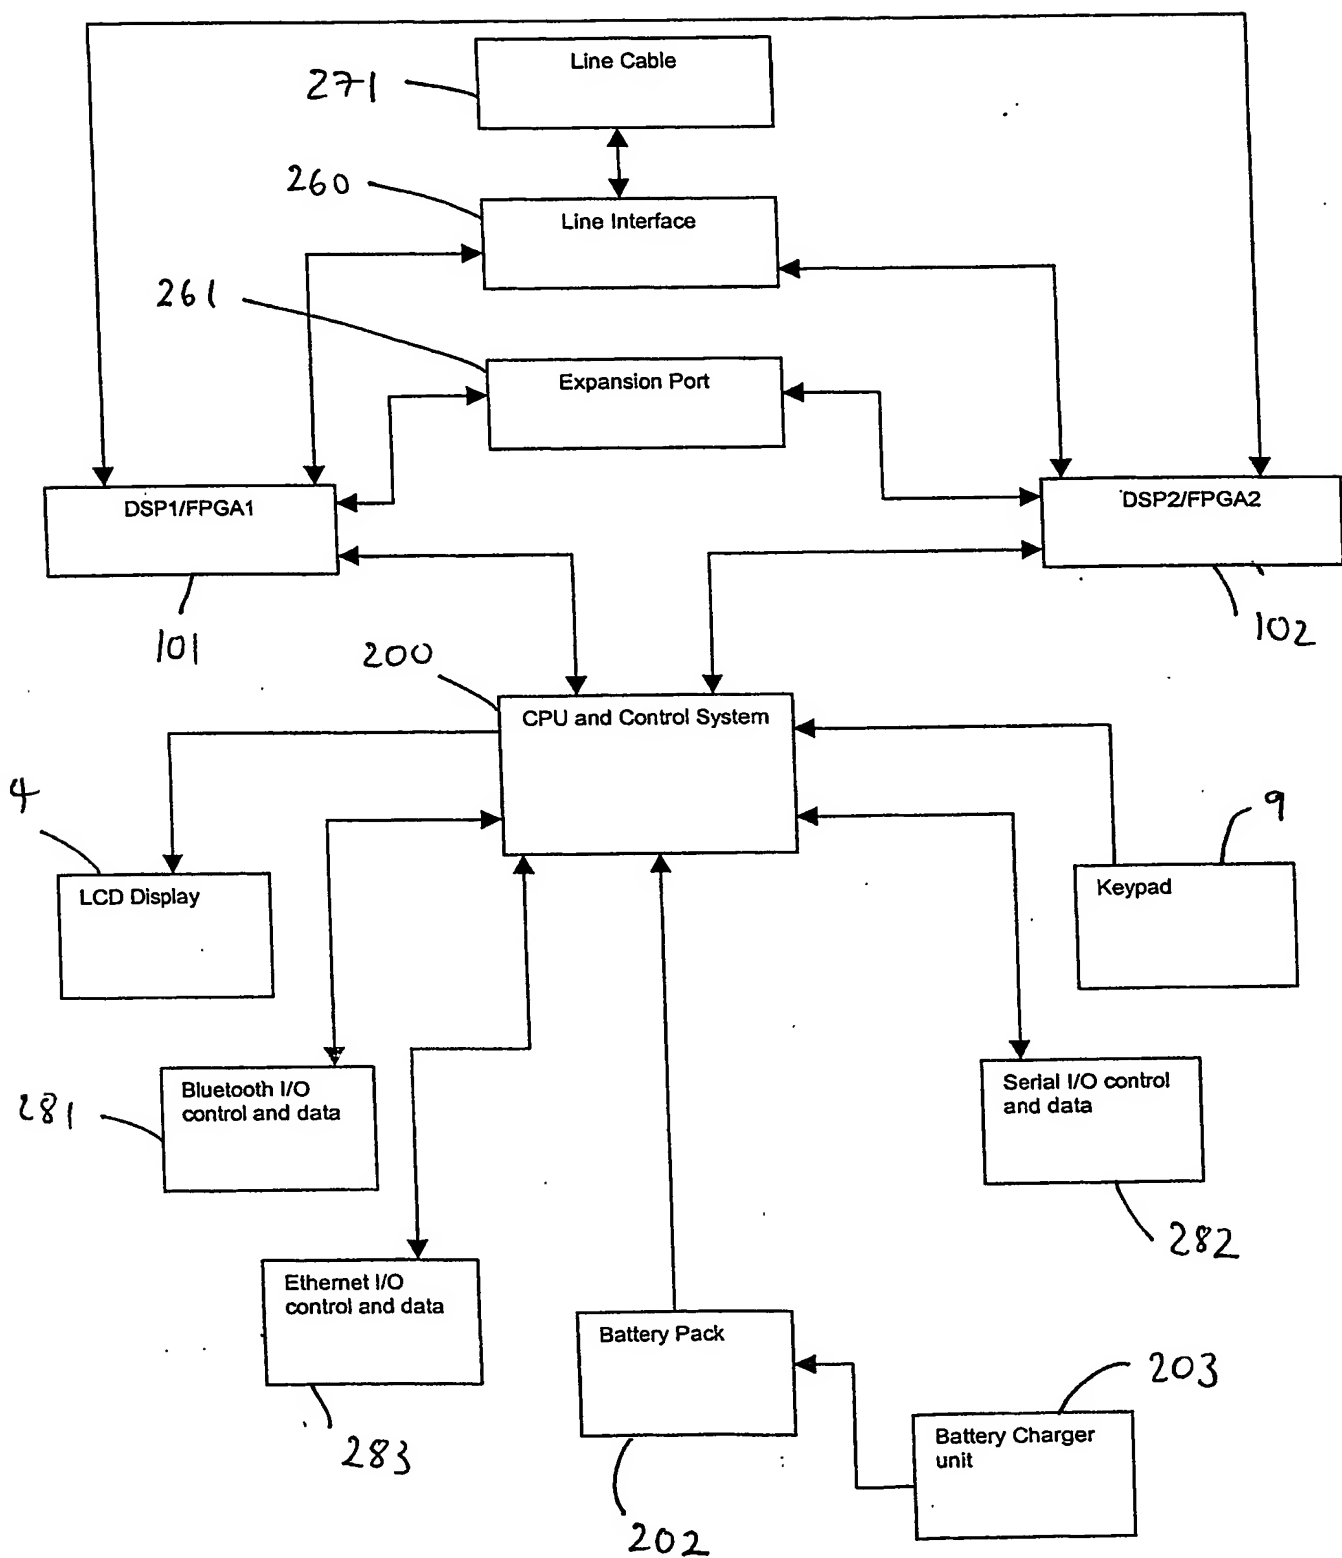 Line Cable
271
260
Line Interface
261
Expansion Port
DSP1/FPGA1
DSP2/FPGA2
101
102
200
CPU and Control System
4
9
LCD Display
Keypad
281
Bluetooth I/O
control and data
Serial I/O control
and data
282
Ethernet I/O
control and data
283
Battery Pack
202
203
Battery Charger
unit